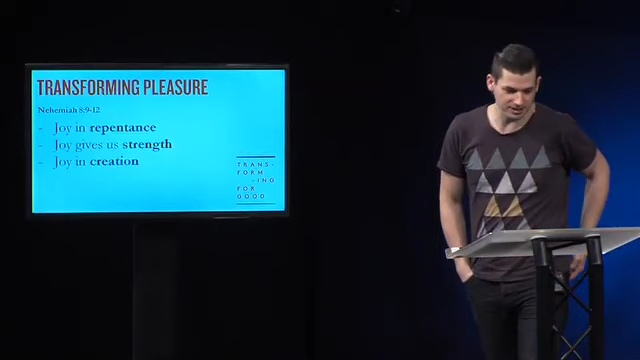 TRANSFORMING PLEASURE
Nehemiah 8:9-12
- Joy in repentance
- Joy gives us strength
- Joy in creation
TRANS-
FORM
-ING
FOR
GOOD